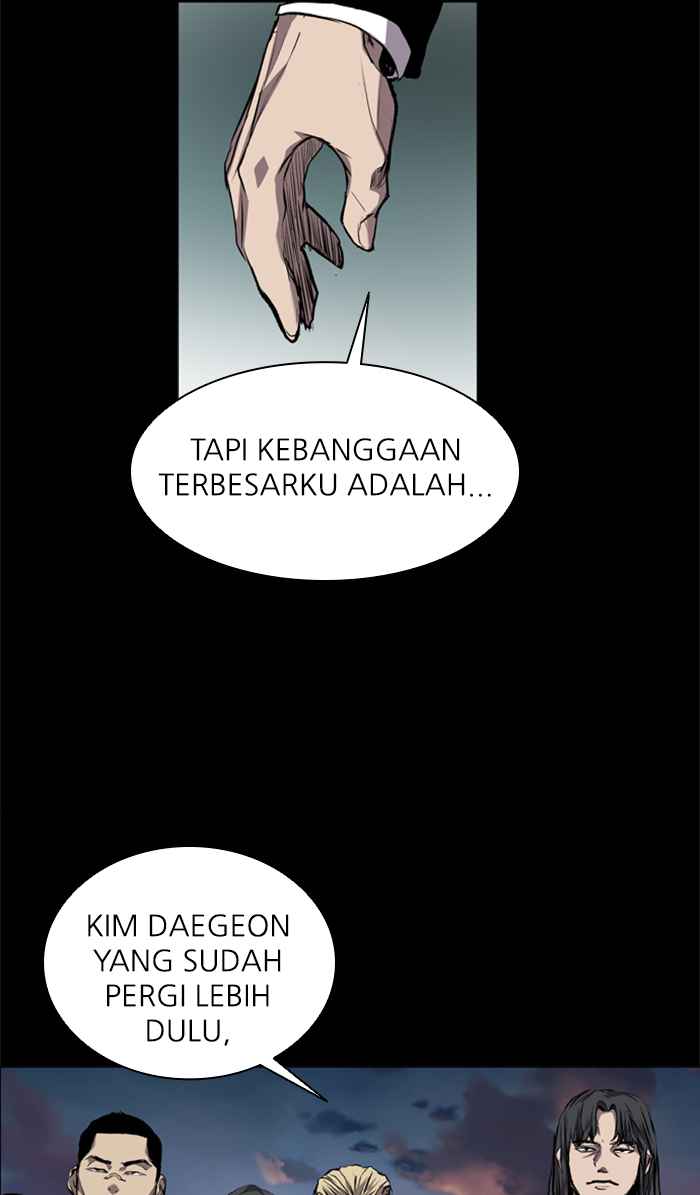 TAPI KEBANGGAAN
TERBESARKU ADALAH...
KIM DAEGEON
YANG SUDAH
PERGI LEBIH
DULU,